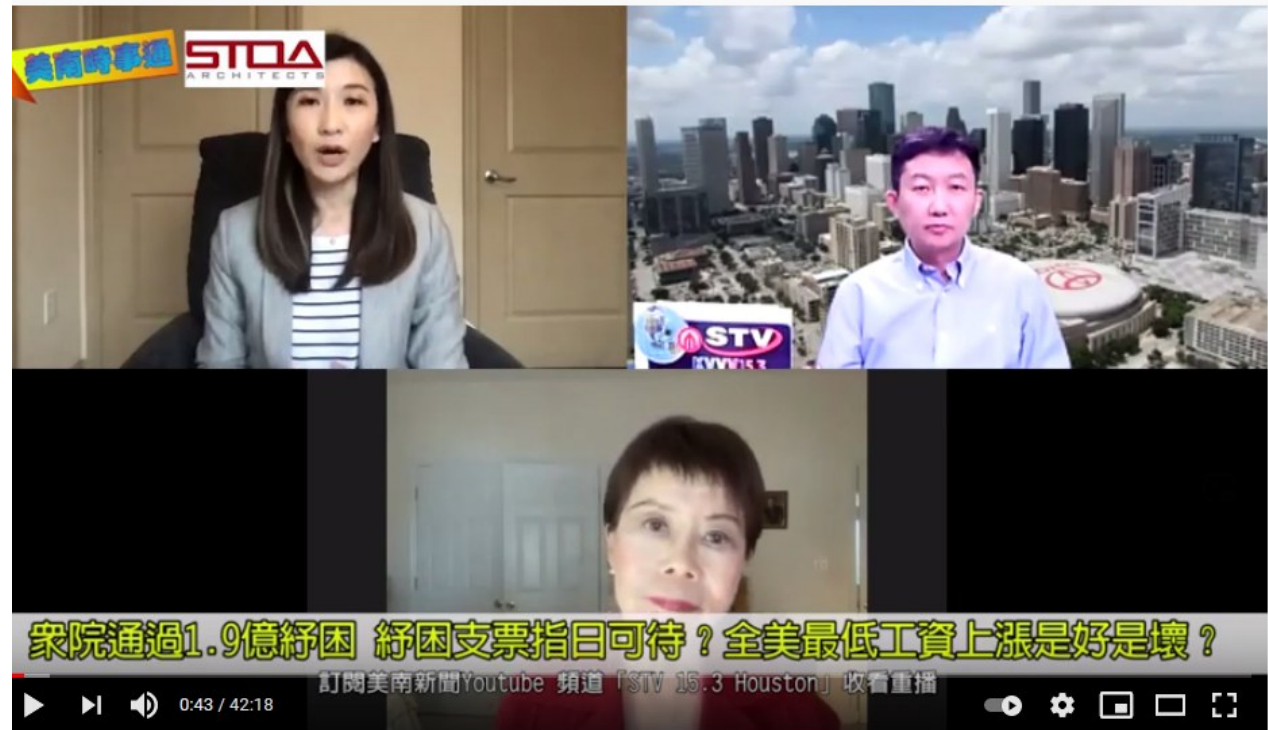 美南時事通
STOA
ARCHITECTS
STV
15.3
衆院通過1.9億紓困 紓困支票指日可待？全美最低工資上漲是好是壞？
訂閱美南新聞Youtube 頻道「STV 15.3 Houston」收看重播
0:43 / 42:18